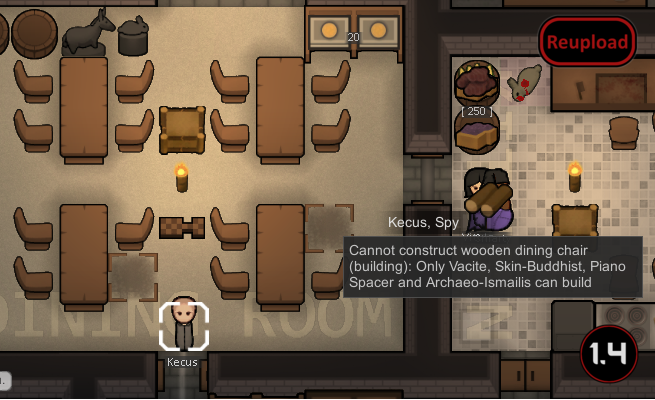 20
Reupload
[ 250 ]
Kecus, Spy
Cannot construct wooden dining chair
(building): Only Vacite, Skin-Buddhist, Piano
Spacer and Archaeo-Ismailis can build
DINING ROOM
Kecus
1.4